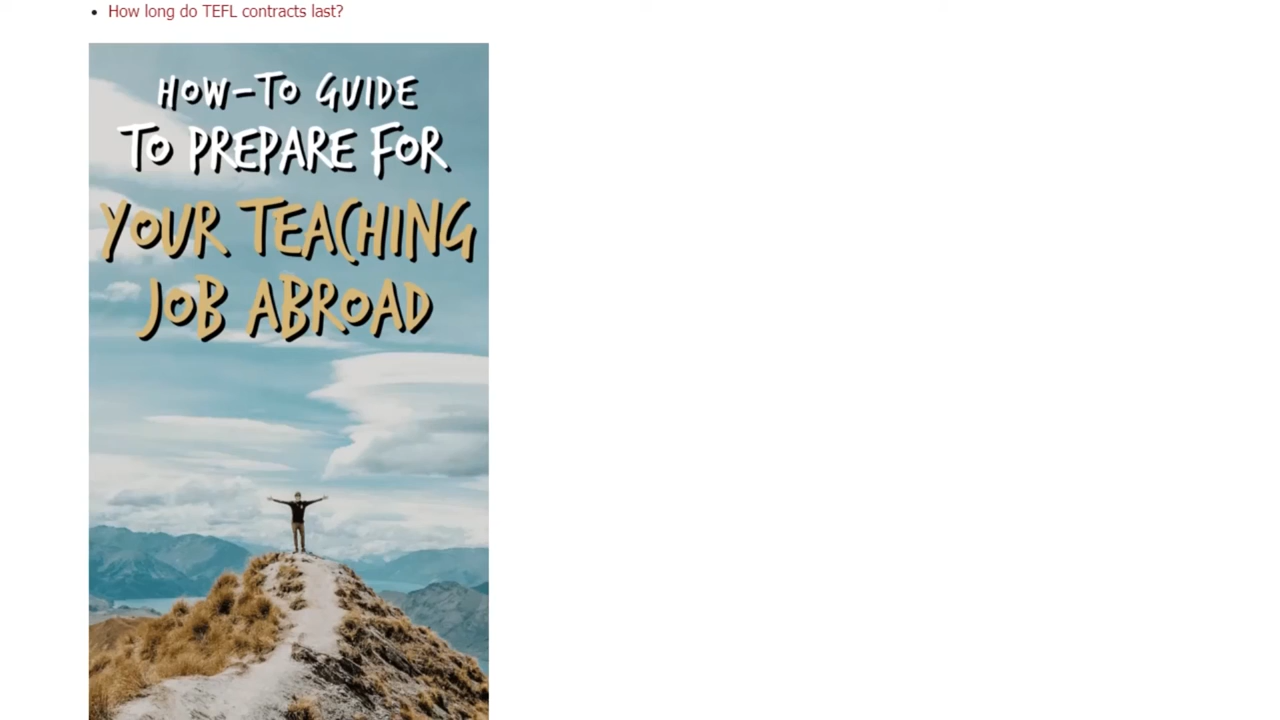 How long do TEFL contracts last?
HOW-TO GUIDE
TO PREPARE FOR
YOUR TEACHING
JOB ABROAD